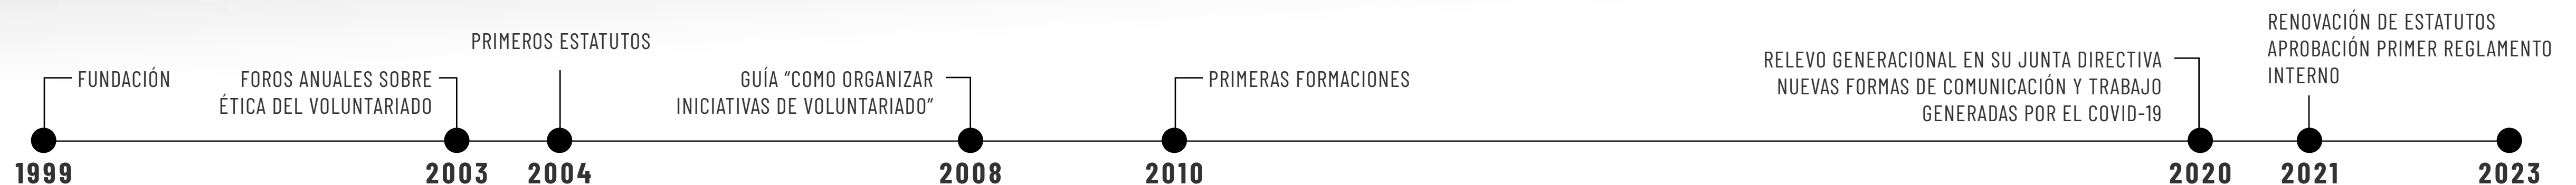 FUNDACIÓN
1999
FOROS ANUALES SOBRE
ÉTICA DEL VOLUNTARIADO
2003
PRIMEROS ESTATUTOS
2004
GUÍA “COMO ORGANIZAR
INICIATIVAS DE VOLUNTARIADO”
2008
PRIMERAS FORMACIONES
2010
RELEVO GENERACIONAL EN SU JUNTA DIRECTIVA
NUEVAS FORMAS DE COMUNICACIÓN Y TRABAJO
GENERADAS POR EL COVID-19
2020
RENOVACIÓN DE ESTATUTOS
APROBACIÓN PRIMER REGLAMENTO
INTERNO
2021
2023